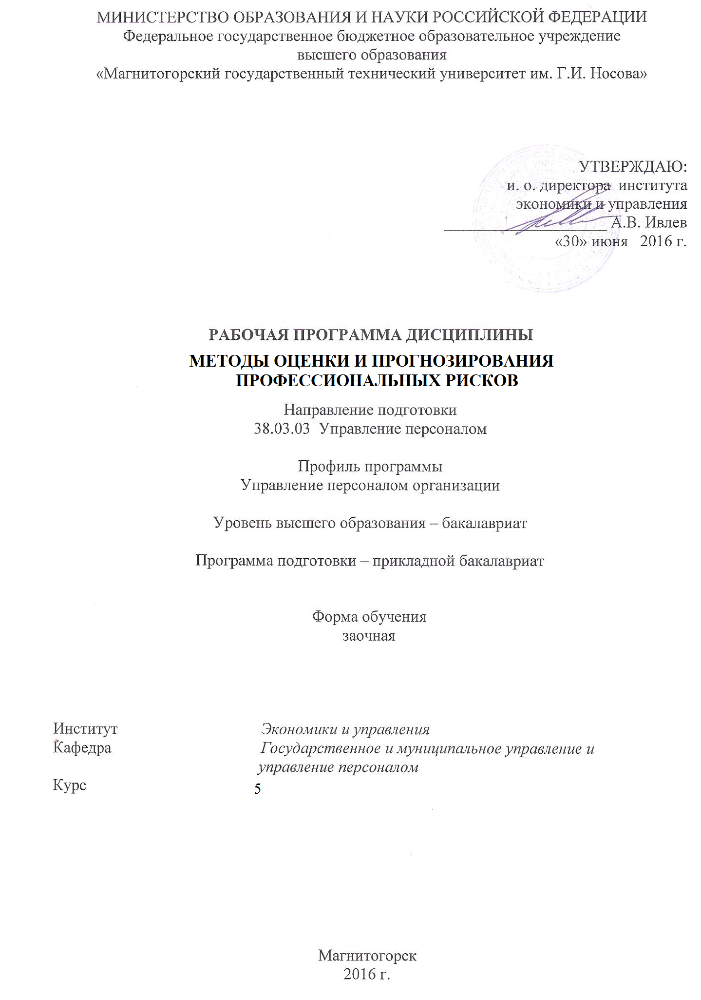 МИНИСТЕРСТВО ОБРАЗОВАНИЯ И НАУКИ РОССИЙСКОЙ ФЕДЕРАЦИИ
Федеральное государственное бюджетное образовательное учреждение
высшего образования
«Магнитогорский государственный технический университет им. Г.И. Носова»
УТВЕРЖДАЮ:
и. о. директора института
экономики и управления
А.В. Ивлев
«30» июня 2016 г.
РАБОЧАЯ ПРОГРАММА ДИСЦИПЛИНЫ
МЕТОДЫ ОЦЕНКИ И ПРОГНОЗИРОВАНИЯ
ПРОФЕССИОНАЛЬНЫХ РИСКОВ
Направление подготовки
38.03.03 Управление персоналом
Профиль программы
Управление персоналом организации
Уровень высшего образования – бакалавриат
Программа подготовки – прикладной бакалавриат
Форма обучения
заочная
Институт Экономики и управления
Кафедра Государственное и муниципальное управление и
управление персоналом
Курс 5
Магнитогорск
2016 г.